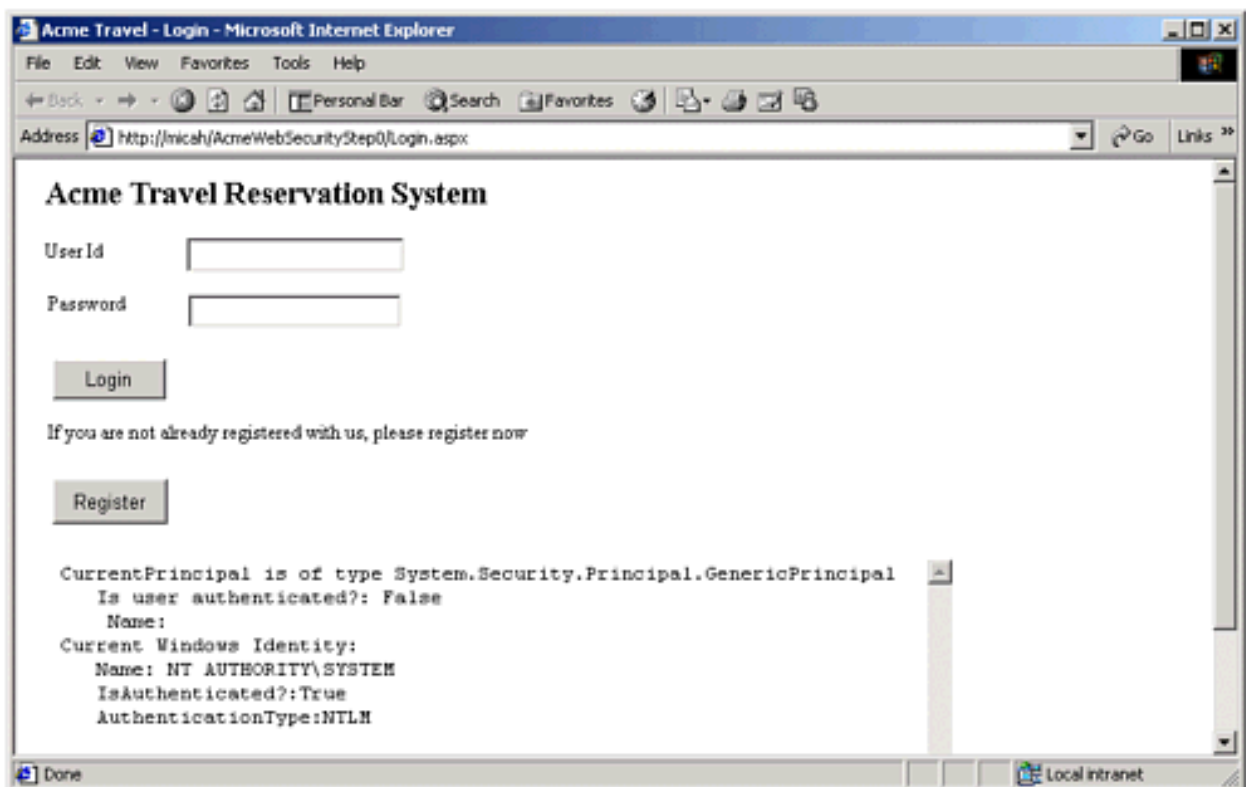 Acme Travel - Login - Microsoft Internet Explorer
File Edit View Favorites Tools Help
Back Personal Bar Search Favorites
Address http://micah/AcmeWebSecurityStep0/Login.aspx Go Links »
Acme Travel Reservation System
User Id
Password
Login
If you are not already registered with us, please register now
Register
CurrentPrincipal is of type System.Security.Principal.GenericPrincipal
Is user authenticated?: False
Name:
Current Windows Identity:
Name: NT AUTHORITY\SYSTEM
IsAuthenticated?:True
AuthenticationType:NTLM
Done Local intranet